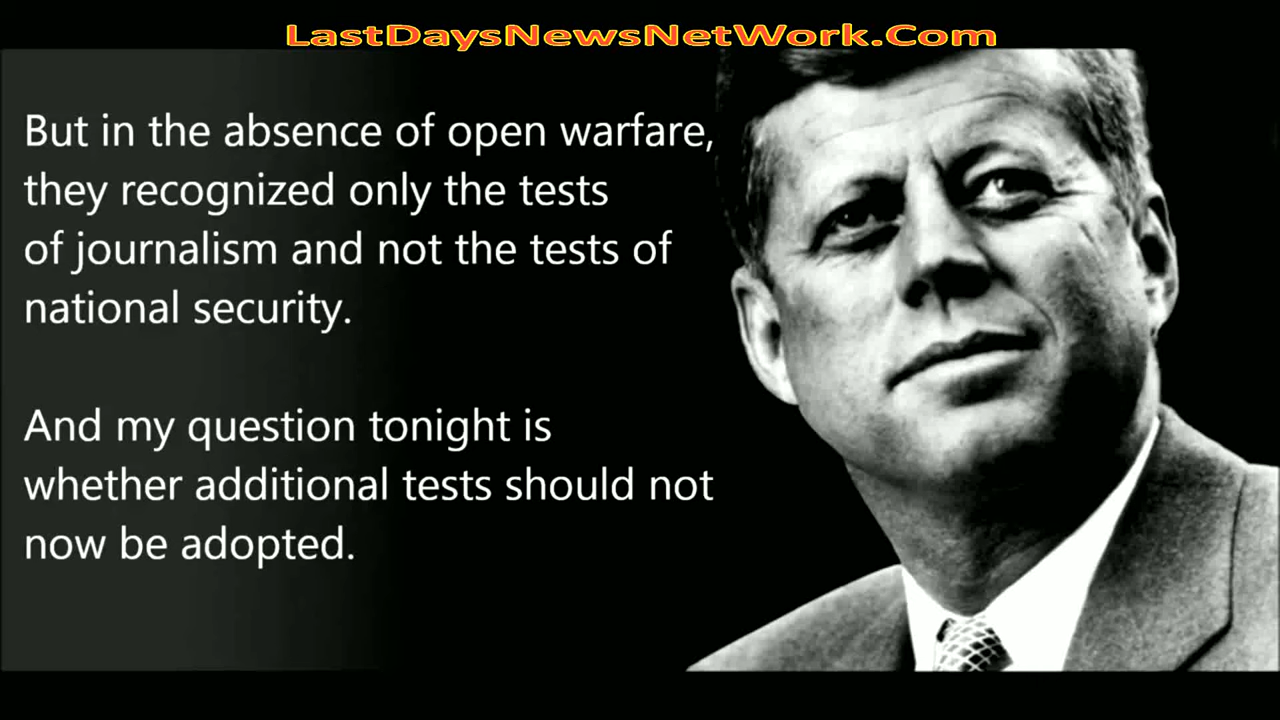 LastDaysNewsNetWork.Com
But in the absence of open warfare,
they recognized only the tests
of journalism and not the tests of
national security.
And my question tonight is
whether additional tests should not
now be adopted.